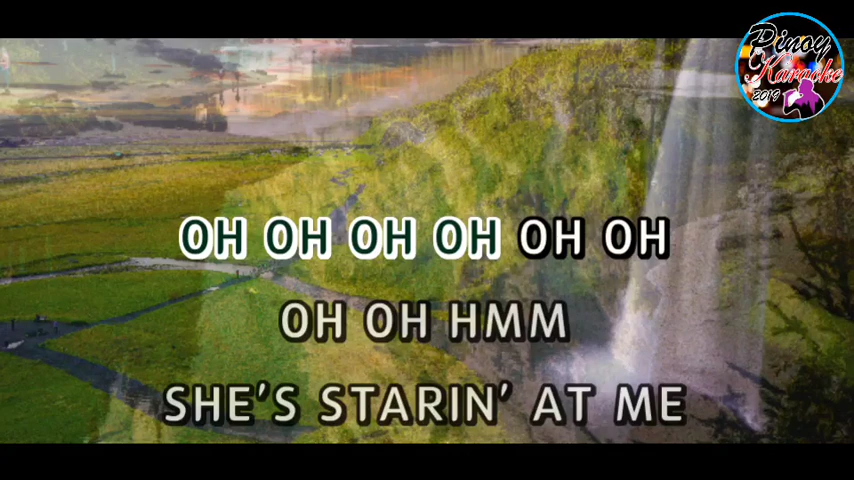 Pinoy
Karaoke
2019
OH OH OH OH OH OH
OH OH HMM
SHE'S STARIN' AT ME